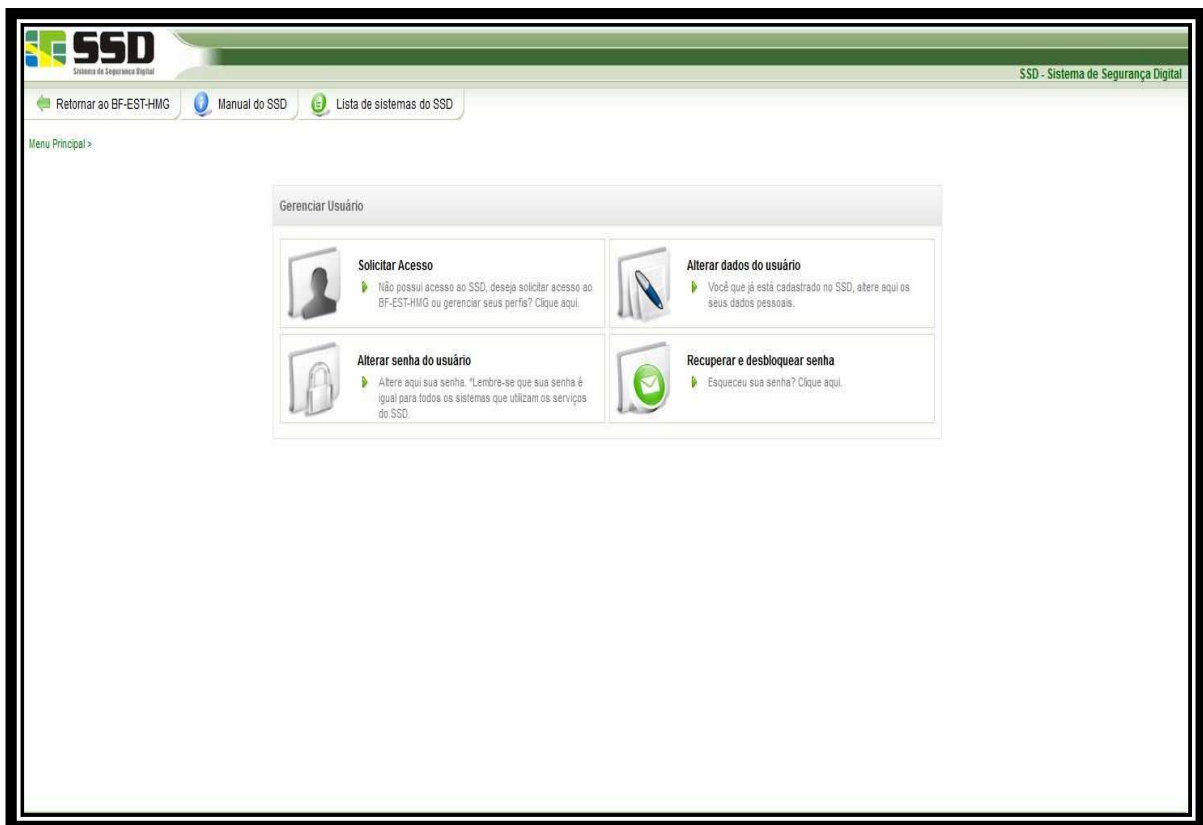 SSD
Sistema de Segurança Digital
SSD - Sistema de Segurança Digital
Retornar ao BF-EST-HMG
Manual do SSD
Lista de sistemas do SSD
Menu Principal >
Gerenciar Usuário
Solicitar Acesso
Não possui acesso ao SSD, deseja solicitar acesso ao
BF-EST-HMG ou gerenciar seus perfis? Clique aqui.
Alterar dados do usuário
Você que já está cadastrado no SSD, altere aqui os
seus dados pessoais.
Alterar senha do usuário
Altere aqui sua senha. *Lembre-se que sua senha é
igual para todos os sistemas que utilizam os serviços
do SSD.
Recuperar e desbloquear senha
Esqueceu sua senha? Clique aqui.